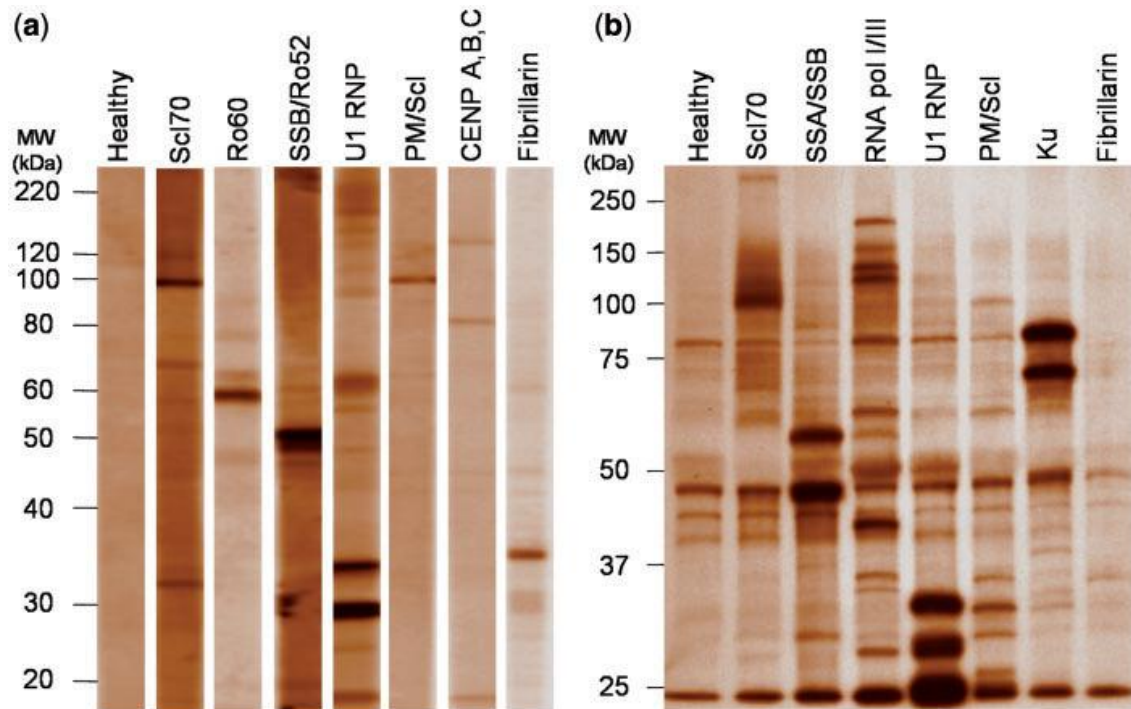 (a)
MW
(kDa)
Healthy
Scl70
Ro60
SSB/Ro52
U1 RNP
PM/Scl
CENP A,B,C
Fibrillarin
220
120
100
80
60
50
40
30
20
(b)
MW
(kDa)
Healthy
Scl70
SSA/SSB
RNA pol I/III
U1 RNP
PM/Scl
Ku
Fibrillarin
250
150
100
75
50
37
25